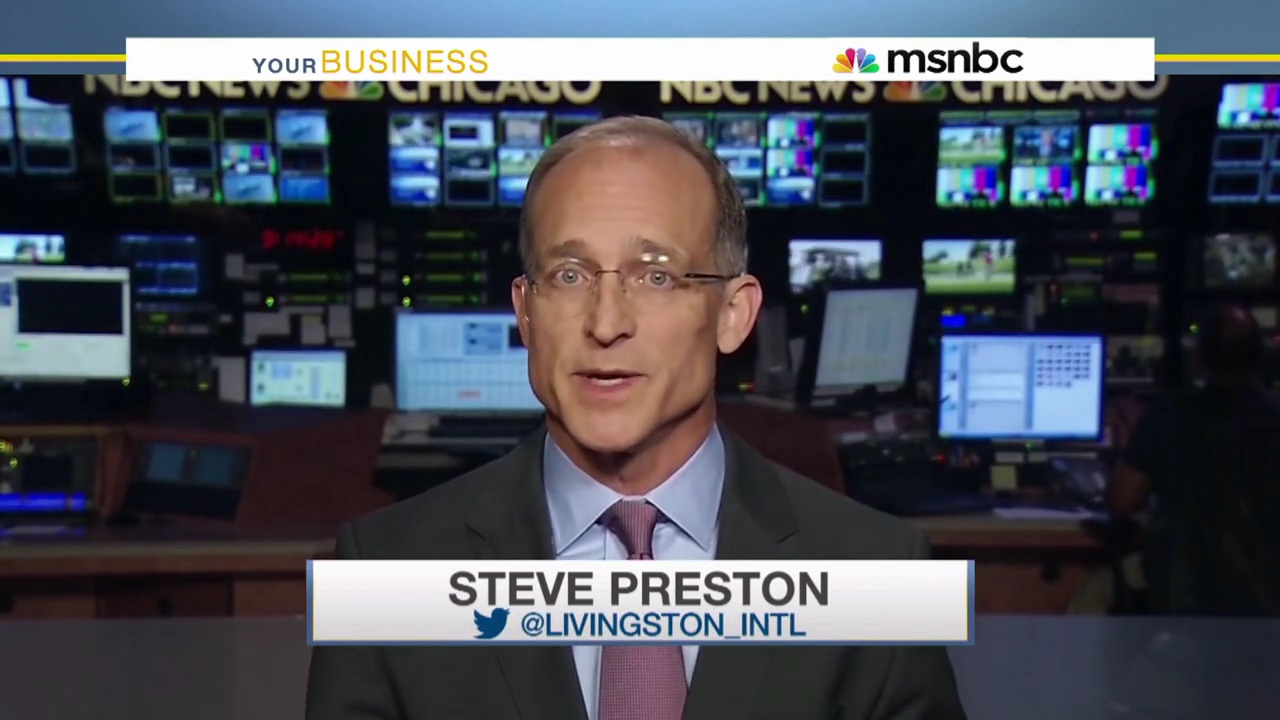 YOUR BUSINESS
msnbc
NBC NEWS CHICAGO NBC NEWS CHICAGO
STEVE PRESTON
@LIVINGSTON_INTL